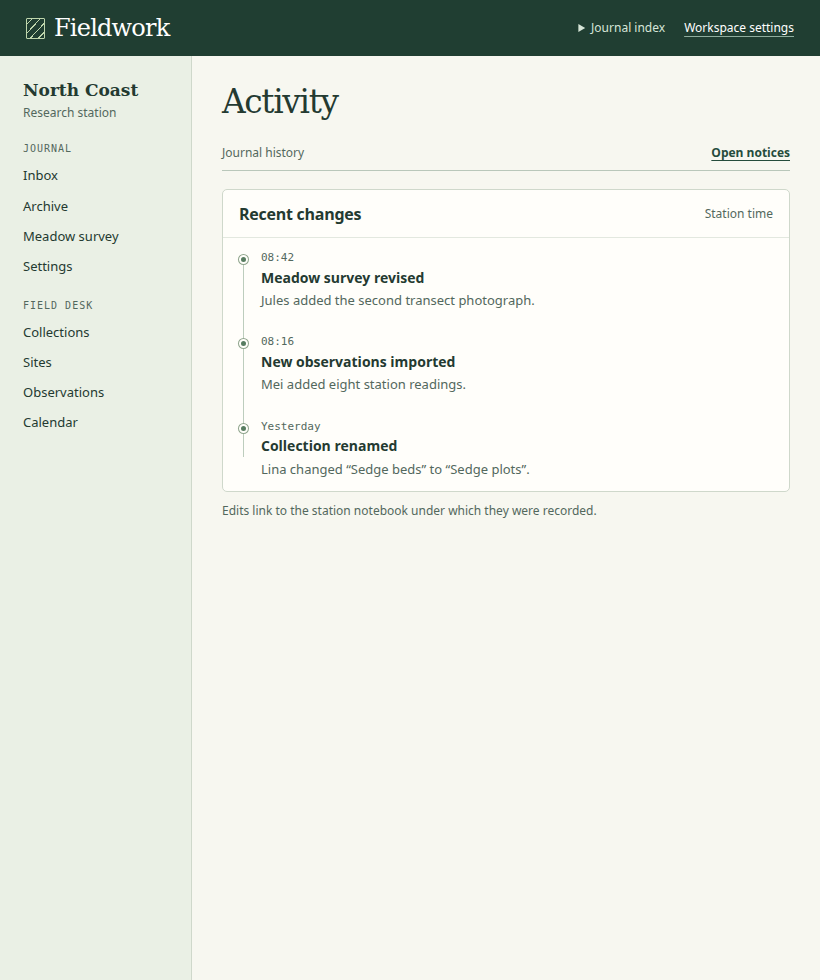 Fieldwork
Journal index
Workspace settings
North Coast
Research station
JOURNAL
Inbox
Archive
Meadow survey
Settings
FIELD DESK
Collections
Sites
Observations
Calendar
Activity
Journal history
Open notices
Recent changes
Station time
08:42
Meadow survey revised
Jules added the second transect photograph.
08:16
New observations imported
Mei added eight station readings.
Yesterday
Collection renamed
Lina changed “Sedge beds” to “Sedge plots”.
Edits link to the station notebook under which they were recorded.